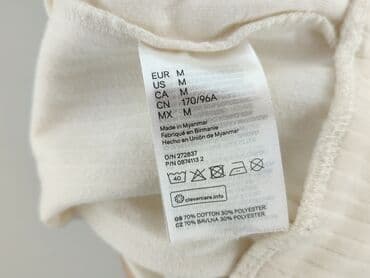 EUR M
US M
CA M
CN 170/96A
MX M
Made in Myanmar
Fabriqué en Birmanie
Hecho en Unión de Myanmar
O/N 272837
P/N 0874113 2
40
clevercare.info
GB 70% COTTON 30% POLYESTER.
CZ 70% BAVLNA 30% POLYESTER.